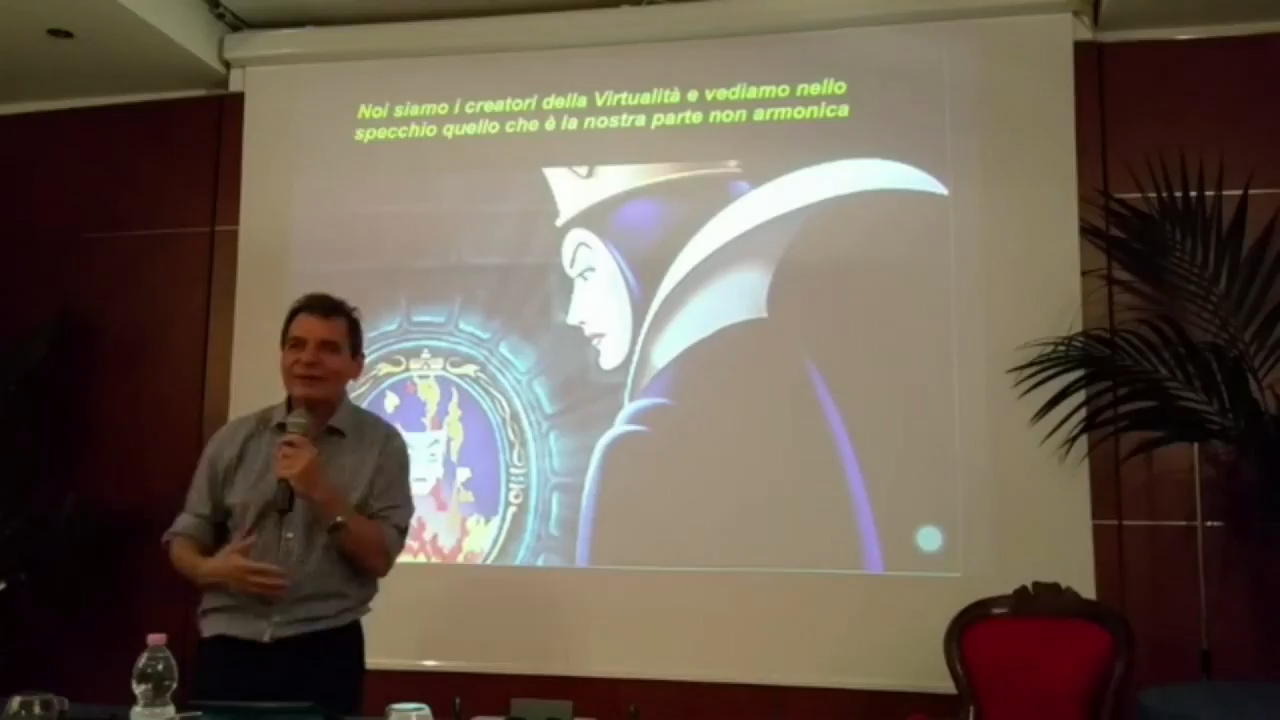 Noi siamo i creatori della Virtualità e vediamo nello
specchio quello che è la nostra parte non armonica